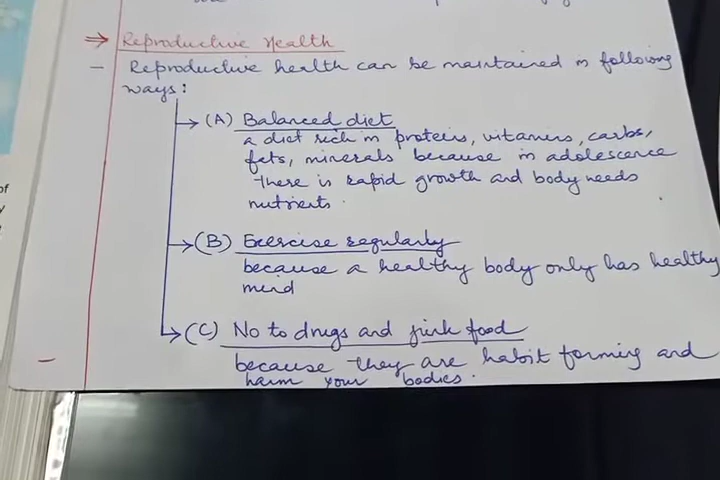 ⇒ Reproductive Health
- Reproductive health can be maintained in following
ways:
→ (A) Balanced diet
a diet rich in proteins, vitamins, carbs,
fats, minerals because in adolescence
there is rapid growth and body needs
nutrients.
→ (B) Exercise regularly
because a healthy body only has healthy
mind
→ (C) No to drugs and junk food
because they are habit forming and
harm your bodies.